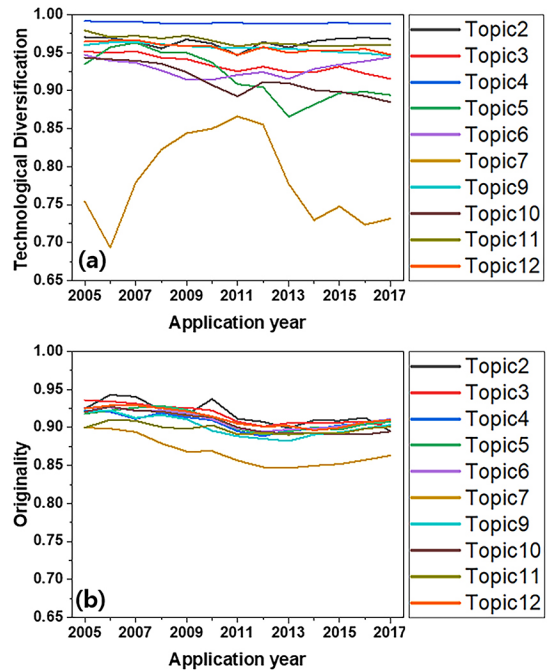 1.00
0.95
0.90
0.85
0.80
0.75
0.70
0.65
Technological Diversification
(a)
2005 2007 2009 2011 2013 2015 2017
Application year
Topic2
Topic3
Topic4
Topic5
Topic6
Topic7
Topic9
Topic10
Topic11
Topic12
1.00
0.95
0.90
0.85
0.80
0.75
0.70
0.65
Originality
(b)
2005 2007 2009 2011 2013 2015 2017
Application year
Topic2
Topic3
Topic4
Topic5
Topic6
Topic7
Topic9
Topic10
Topic11
Topic12